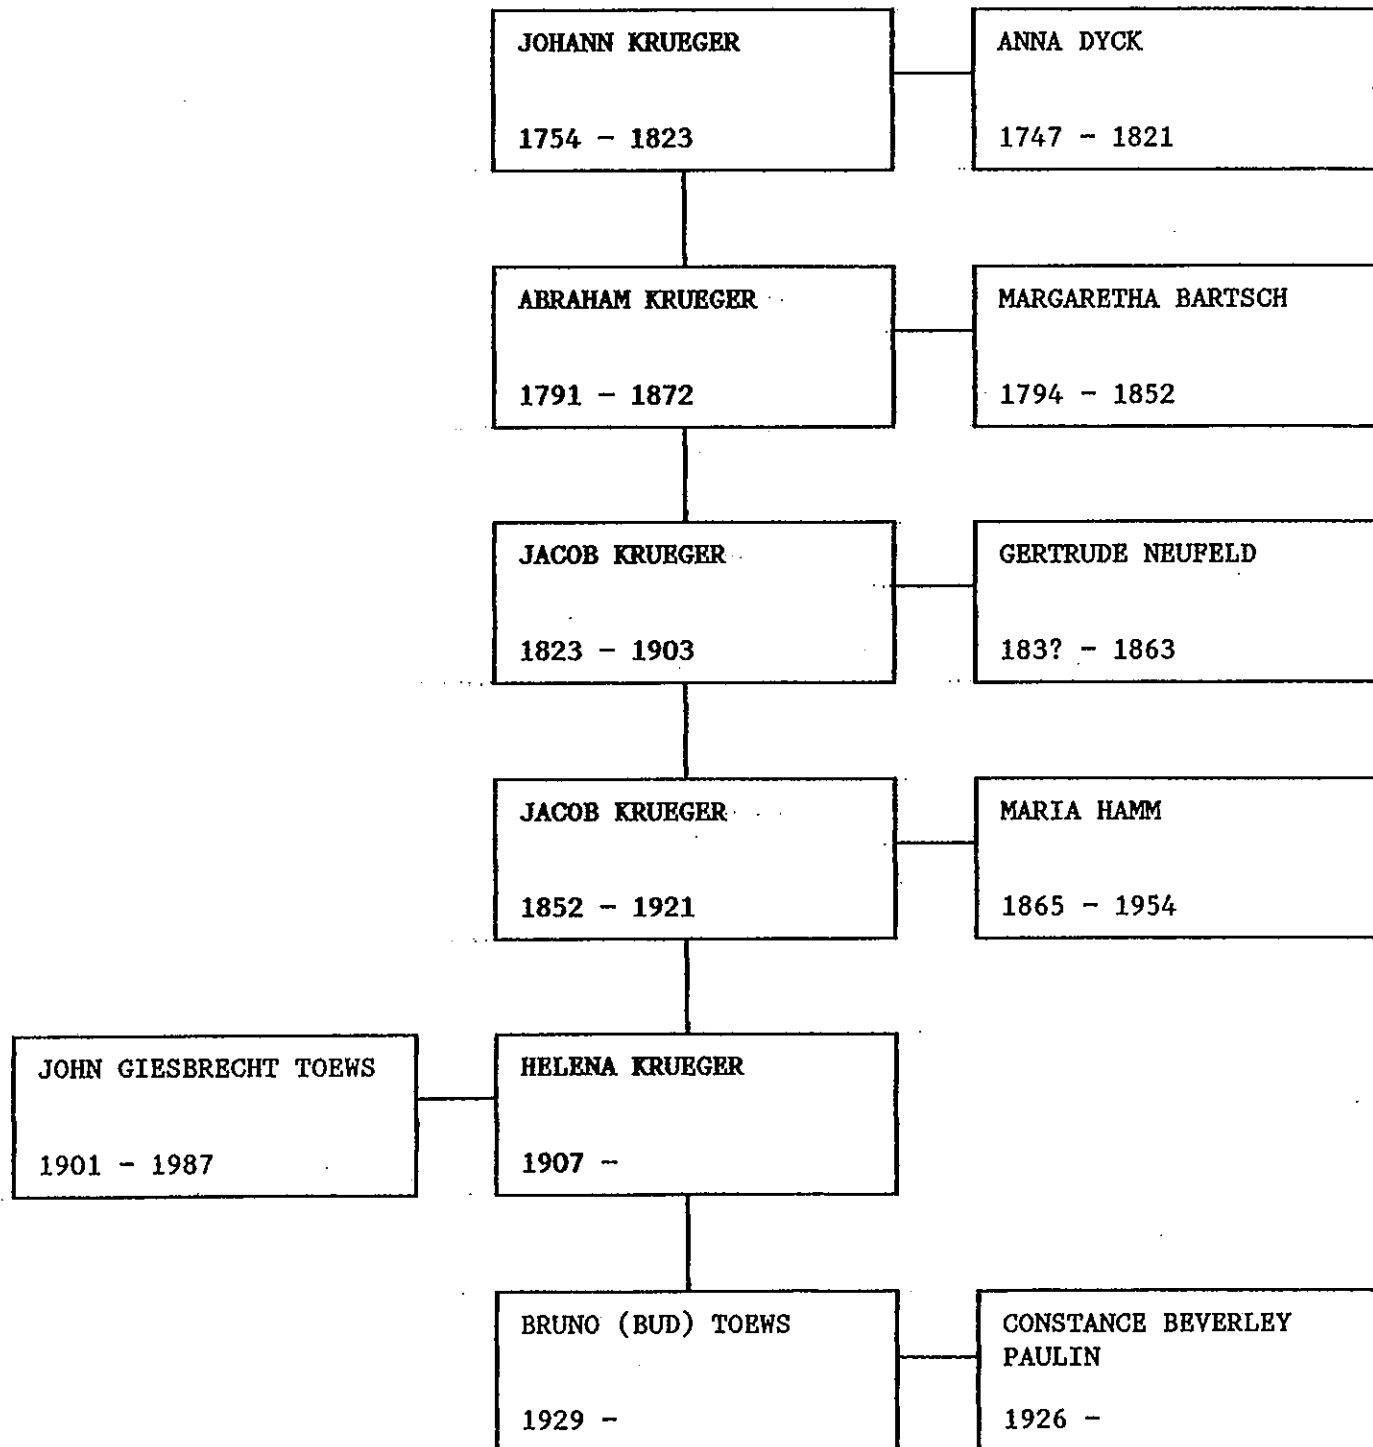 JOHANN KRUEGER
1754 - 1823
ANNA DYCK
1747 - 1821
ABRAHAM KRUEGER
1791 - 1872
MARGARETHA BARTSCH
1794 - 1852
JACOB KRUEGER
1823 - 1903
GERTRUDE NEUFELD
183? - 1863
JACOB KRUEGER
1852 - 1921
MARIA HAMM
1865 - 1954
JOHN GIESBRECHT TOEWS
1901 - 1987
HELENA KRUEGER
1907 -
BRUNO (BUD) TOEWS
1929 -
CONSTANCE BEVERLEY
PAULIN
1926 -